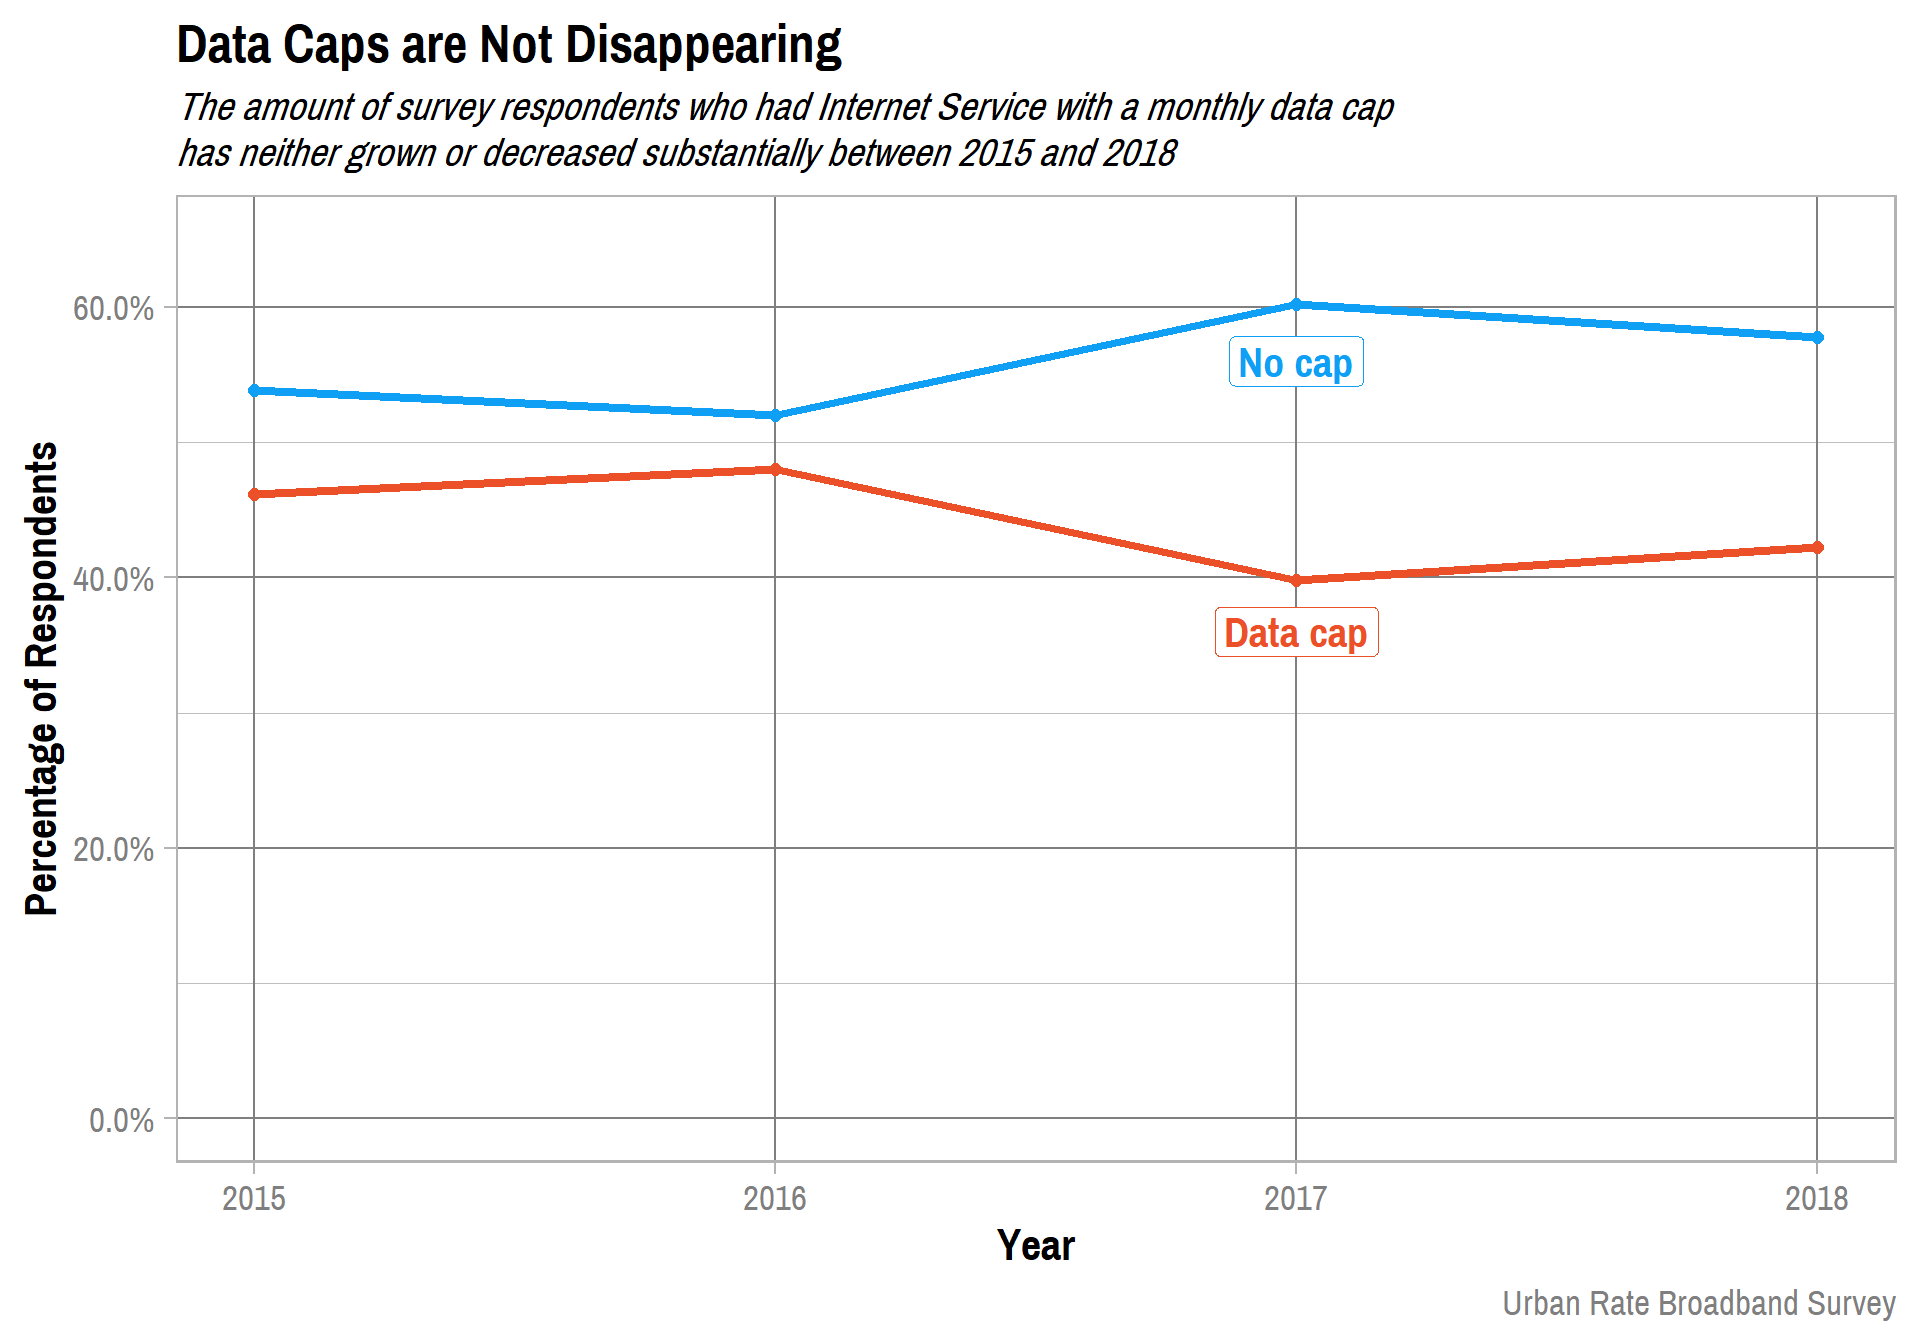 Data Caps are Not Disappearing
The amount of survey respondents who had Internet Service with a monthly data cap
has neither grown or decreased substantially between 2015 and 2018
Percentage of Respondents
60.0%
40.0%
20.0%
0.0%
No cap
Data cap
2015
2016
2017
2018
Year
Urban Rate Broadband Survey